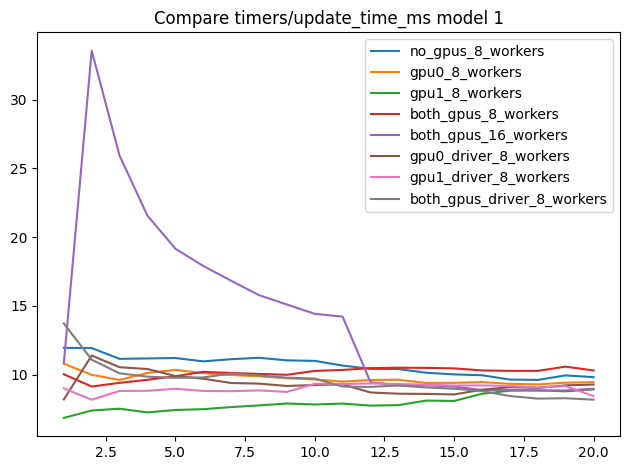 Compare timers/update_time_ms model 1
no_gpus_8_workers
gpu0_8_workers
gpu1_8_workers
both_gpus_8_workers
both_gpus_16_workers
gpu0_driver_8_workers
gpu1_driver_8_workers
both_gpus_driver_8_workers
30
25
20
15
10
2.5 5.0 7.5 10.0 12.5 15.0 17.5 20.0